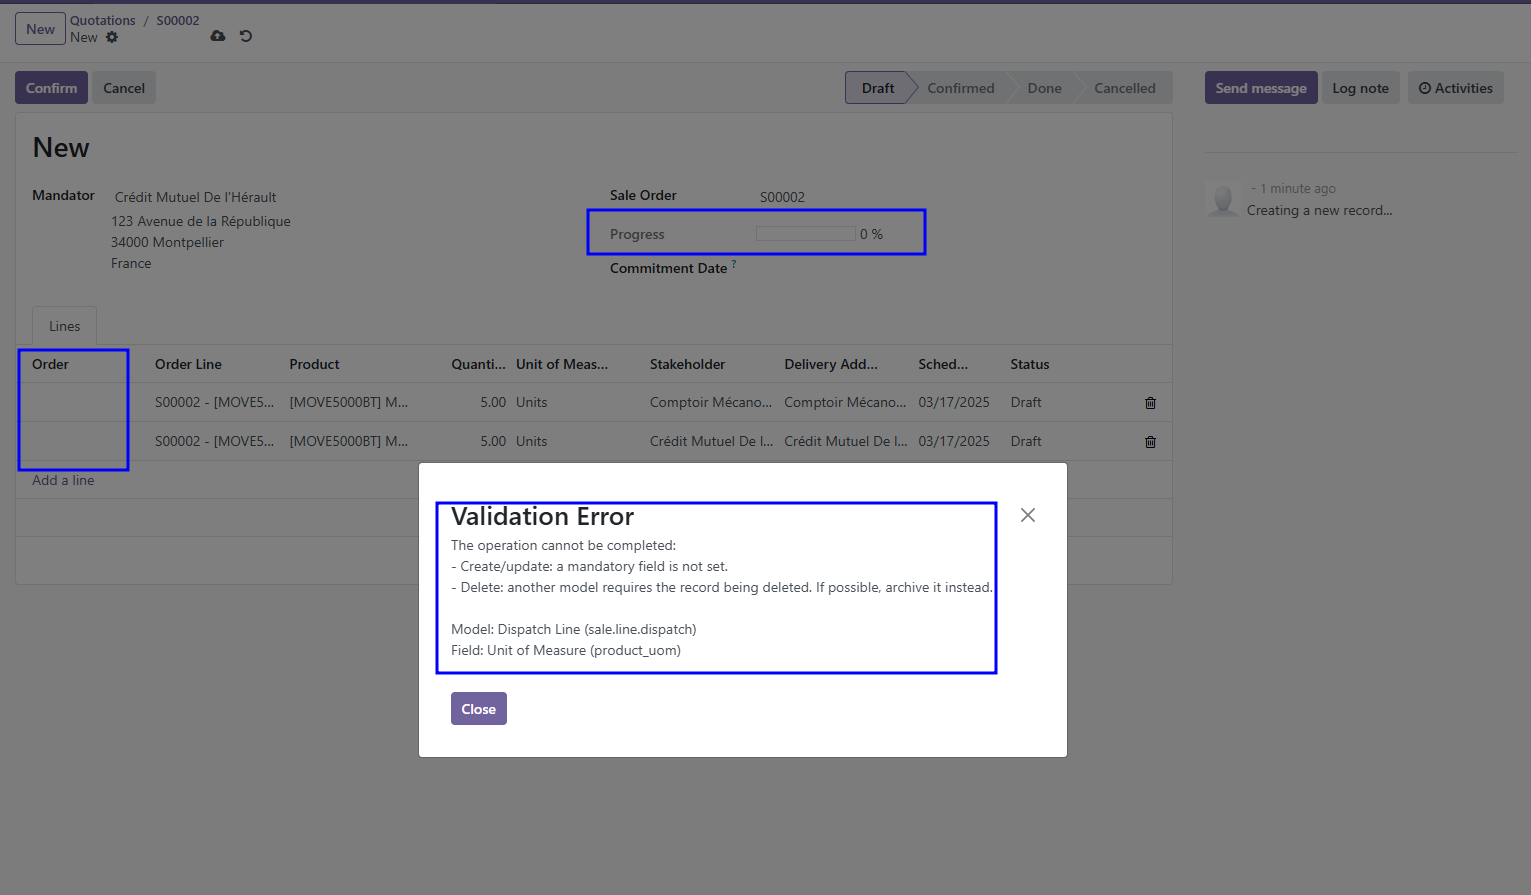 New
Quotations / S00002
New
Confirm
Cancel
Draft
Confirmed
Done
Cancelled
Send message
Log note
Activities
New
Mandator
Crédit Mutuel De l'Hérault
123 Avenue de la République
34000 Montpellier
France
Sale Order
S00002
Progress
0 %
Commitment Date ?
- 1 minute ago
Creating a new record...
Lines
Order Order Line Product Quanti... Unit of Meas... Stakeholder Delivery Add... Sched... Status
S00002 - [MOVE5... [MOVE5000BT] M... 5.00 Units Comptoir Mécano... Comptoir Mécano... 03/17/2025 Draft
S00002 - [MOVE5... [MOVE5000BT] M... 5.00 Units Crédit Mutuel De l'... Crédit Mutuel De l'... 03/17/2025 Draft
Add a line
Validation Error
The operation cannot be completed:
- Create/update: a mandatory field is not set.
- Delete: another model requires the record being deleted. If possible, archive it instead.
Model: Dispatch Line (sale.line.dispatch)
Field: Unit of Measure (product_uom)
Close